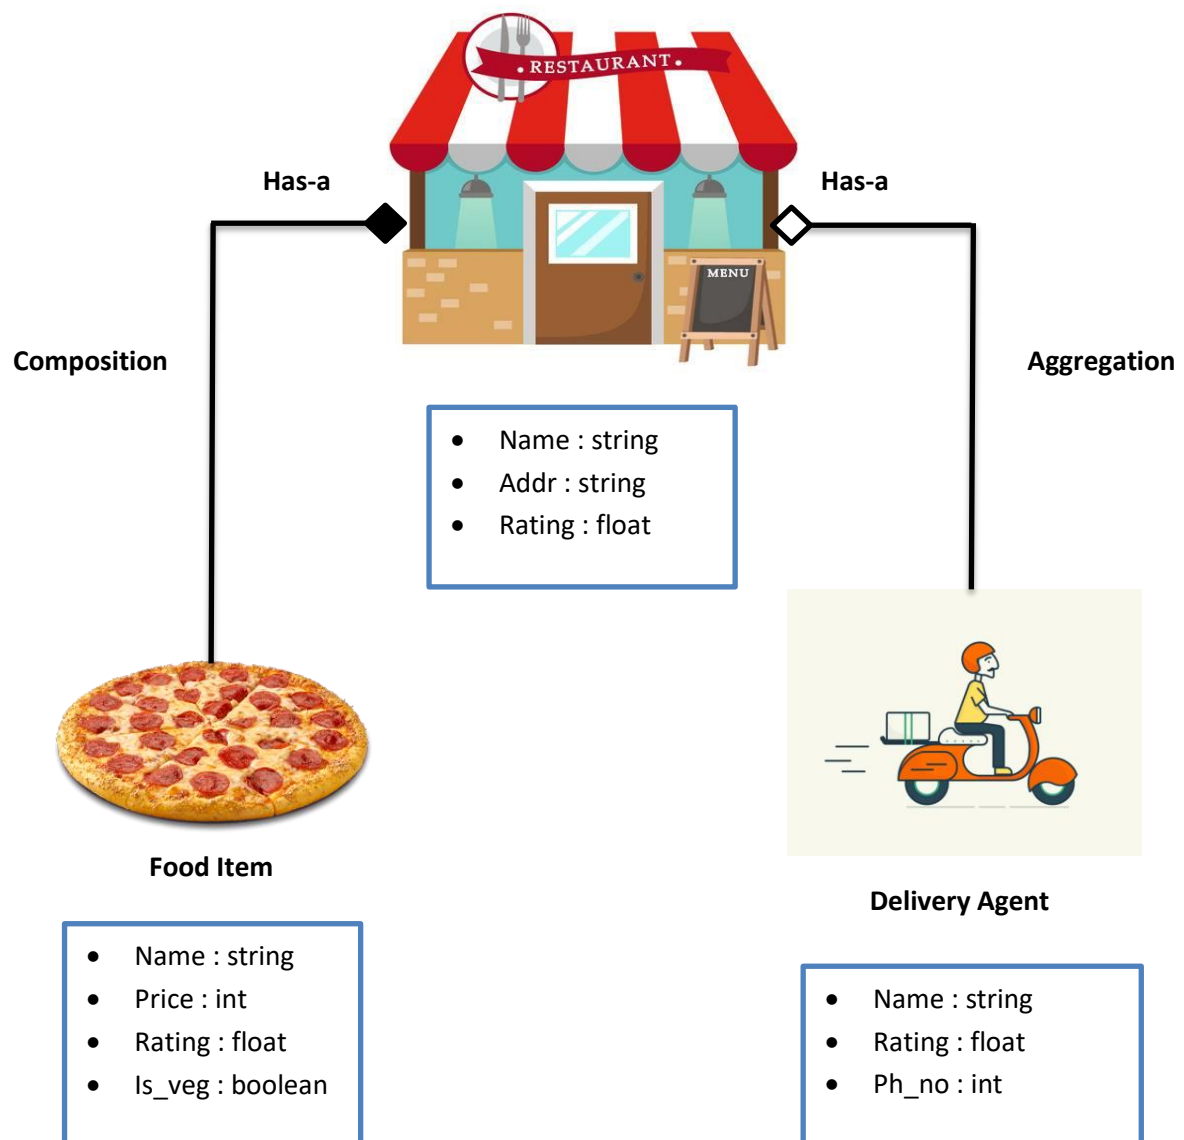 • RESTAURANT •
Has-a
Has-a
MENU
Composition
Aggregation
• Name : string
• Addr : string
• Rating : float
Food Item
Delivery Agent
• Name : string
• Price : int
• Rating : float
• Is_veg : boolean
• Name : string
• Rating : float
• Ph_no : int